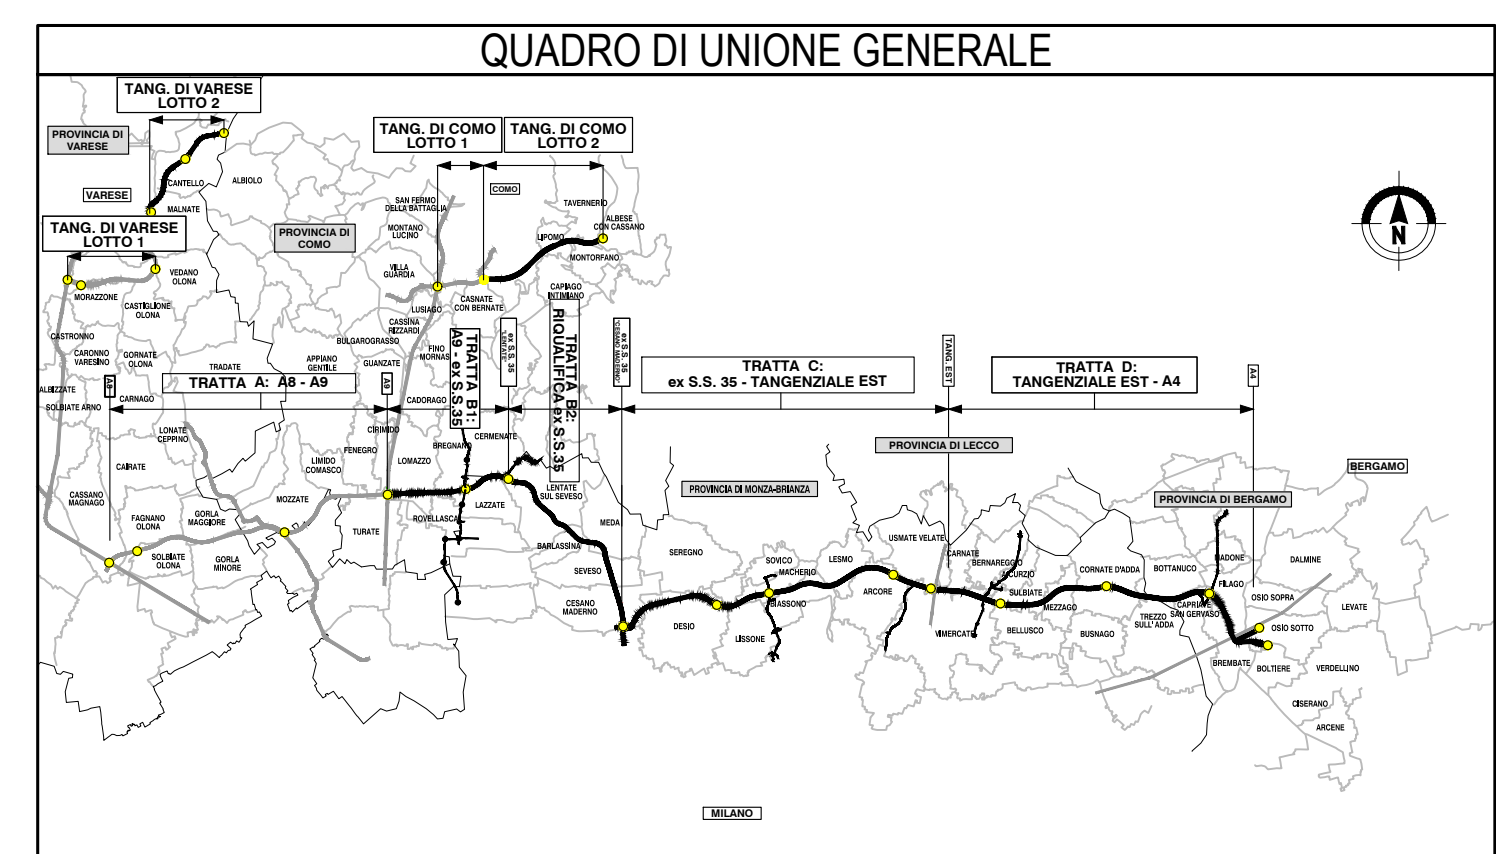 QUADRO DI UNIONE GENERALE
TANG. DI VARESE
LOTTO 2
PROVINCIA DI
VARESE
TANG. DI COMO
LOTTO 1
TANG. DI COMO
LOTTO 2
CANTELLO
ALBIOLO
VARESE
MALNATE
COMO
SAN FERMO
DELLA BATTAGLIA
TAVERNERIO
ALBESE
CON CASSANO
TANG. DI VARESE
LOTTO 1
PROVINCIA DI
COMO
MONTANO
LUCINO
LIPOMO
MONTORFANO
N
VILLA
GUARDIA
VEDANO
OLONA
MORAZZONE
CASTIGLIONE
OLONA
LUSIAGO
CASNATE
CON BERNATE
CAPIAGO
INTIMIANO
CASSINA
RIZZARDI
BULGAROGRASSO
CASTRONNO
CARONNO
VARESINO
GORNATE
OLONA
TRADATE
APPIANO
GENTILE
GUANZATE
FINO
MORNAS
TRATTA B1:
A9 - ex S.S.35
ex S.S. 35
"LENTATE"
TRATTA B2:
RIQUALIFICA ex S.S.35
ex S.S. 35
"CESANO MADERNO"
TRATTA C:
ex S.S. 35 - TANGENZIALE EST
TANG. EST
TRATTA D:
TANGENZIALE EST - A4
A4
ALBIZZATE
A8
TRATTA A: A8 - A9
A9
SOLBIATE ARNO
CARNAGO
CADORAGO
LONATE
CEPPINO
CIRIMIDO
FENEGRO
BREGNANO
CERMENATE
LOMAZZO
LIMIDO
COMASCO
CAIRATE
PROVINCIA DI LECCO
BERGAMO
PROVINCIA DI MONZA-BRIANZA
PROVINCIA DI BERGAMO
CASSANO
MAGNAGO
MOZZATE
LENTATE
SUL SEVESO
LAZZATE
FAGNANO
OLONA
GORLA
MAGGIORE
ROVELLASCA
TURATE
MEDA
BARLASSINA
SOLBIATE
OLONA
GORLA
MINORE
SEVESO
SEREGNO
SOVICO
MACHERIO
LESMO
USMATE VELATE
CARNATE
BERNAREGGIO
AICURZIO
CORNATE D'ADDA
BOTTANUCO
MADONE
DALMINE
FILAGO
CESANO
MADERNO
DESIO
BIASSONO
LISSONE
ARCORE
VIMERCATE
SULBIATE
MEZZAGO
BELLUSCO
BUSNAGO
TREZZO
SULL'ADDA
CAPRIATE
SAN GERVASO
OSIO SOPRA
LEVATE
OSIO SOTTO
BREMBATE
BOLTIERE
VERDELLINO
CISERANO
ARCENE
MILANO